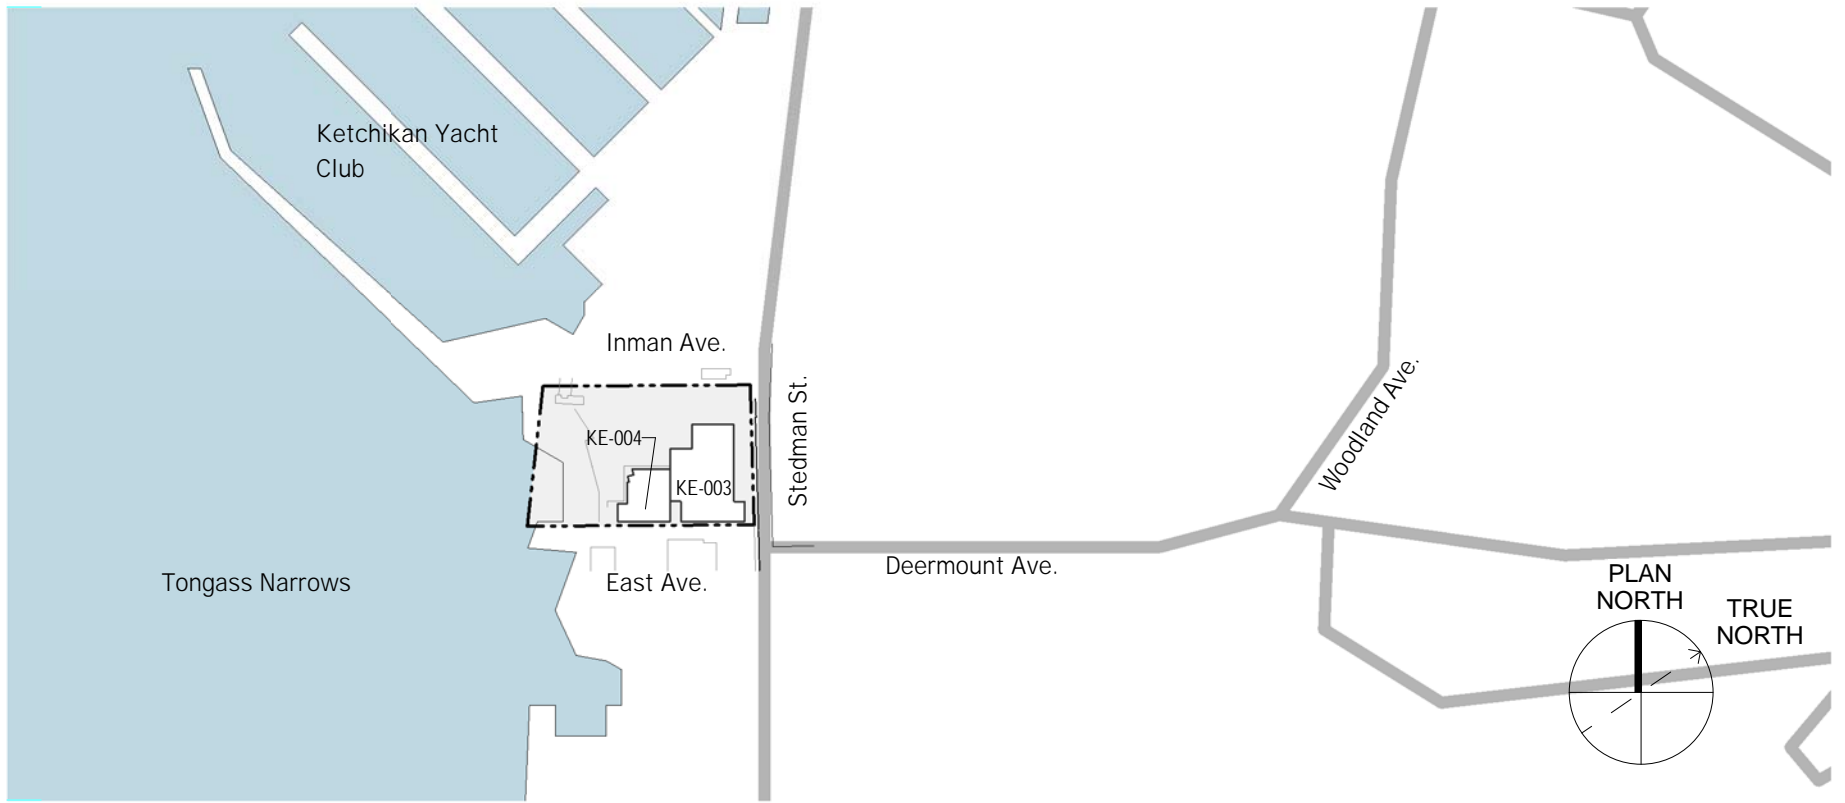 Ketchikan Yacht
Club
Inman Ave.
Stedman St.
Woodland Ave.
KE-004
KE-003
Deermount Ave.
East Ave.
Tongass Narrows
PLAN
NORTH
TRUE
NORTH